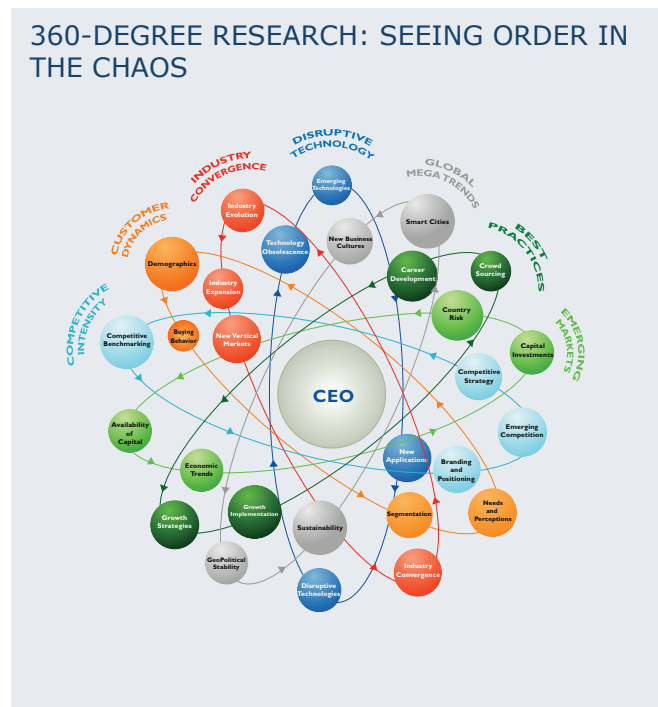 360-DEGREE RESEARCH: SEEING ORDER IN
THE CHAOS
DISRUPTIVE
TECHNOLOGY
INDUSTRY
CONVERGENCE
GLOBAL
MEGA TRENDS
CUSTOMER
DYNAMICS
BEST
PRACTICES
COMPETITIVE
INTENSITY
EMERGING
MARKETS
Emerging
Technologies
Industry
Evolution
Smart Cities
Technology
Obsolescence
New Business
Cultures
Demographics
Career
Development
Crowd
Sourcing
Industry
Expansion
Country
Risk
Competitive
Benchmarking
Buying
Behavior
New Vertical
Markets
Capital
Investments
Competitive
Strategy
CEO
Availability
of
Capital
Emerging
Competition
Economic
Trends
New
Applications
Branding
and
Positioning
Growth
Strategies
Growth
Implementation
Sustainability
Segmentation
Needs
and
Perceptions
GeoPolitical
Stability
Industry
Convergence
Disruptive
Technologies